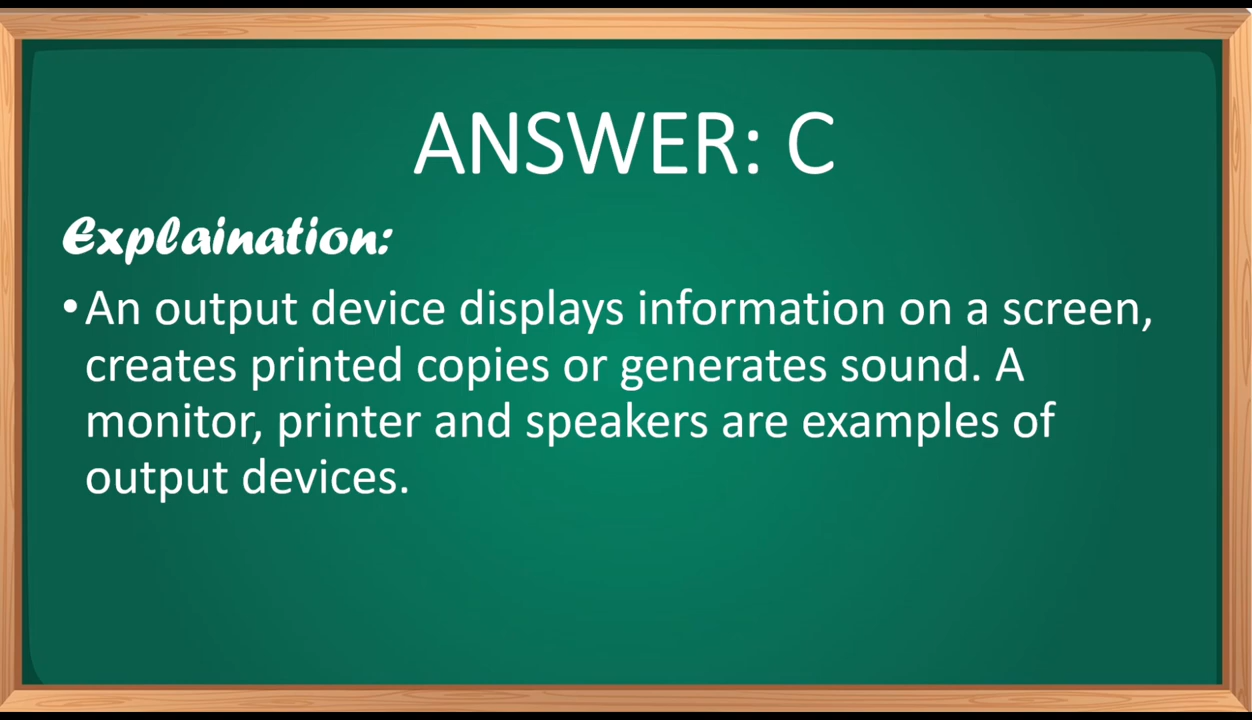 ANSWER: C
Explaination:
•An output device displays information on a screen,
creates printed copies or generates sound. A
monitor, printer and speakers are examples of
output devices.